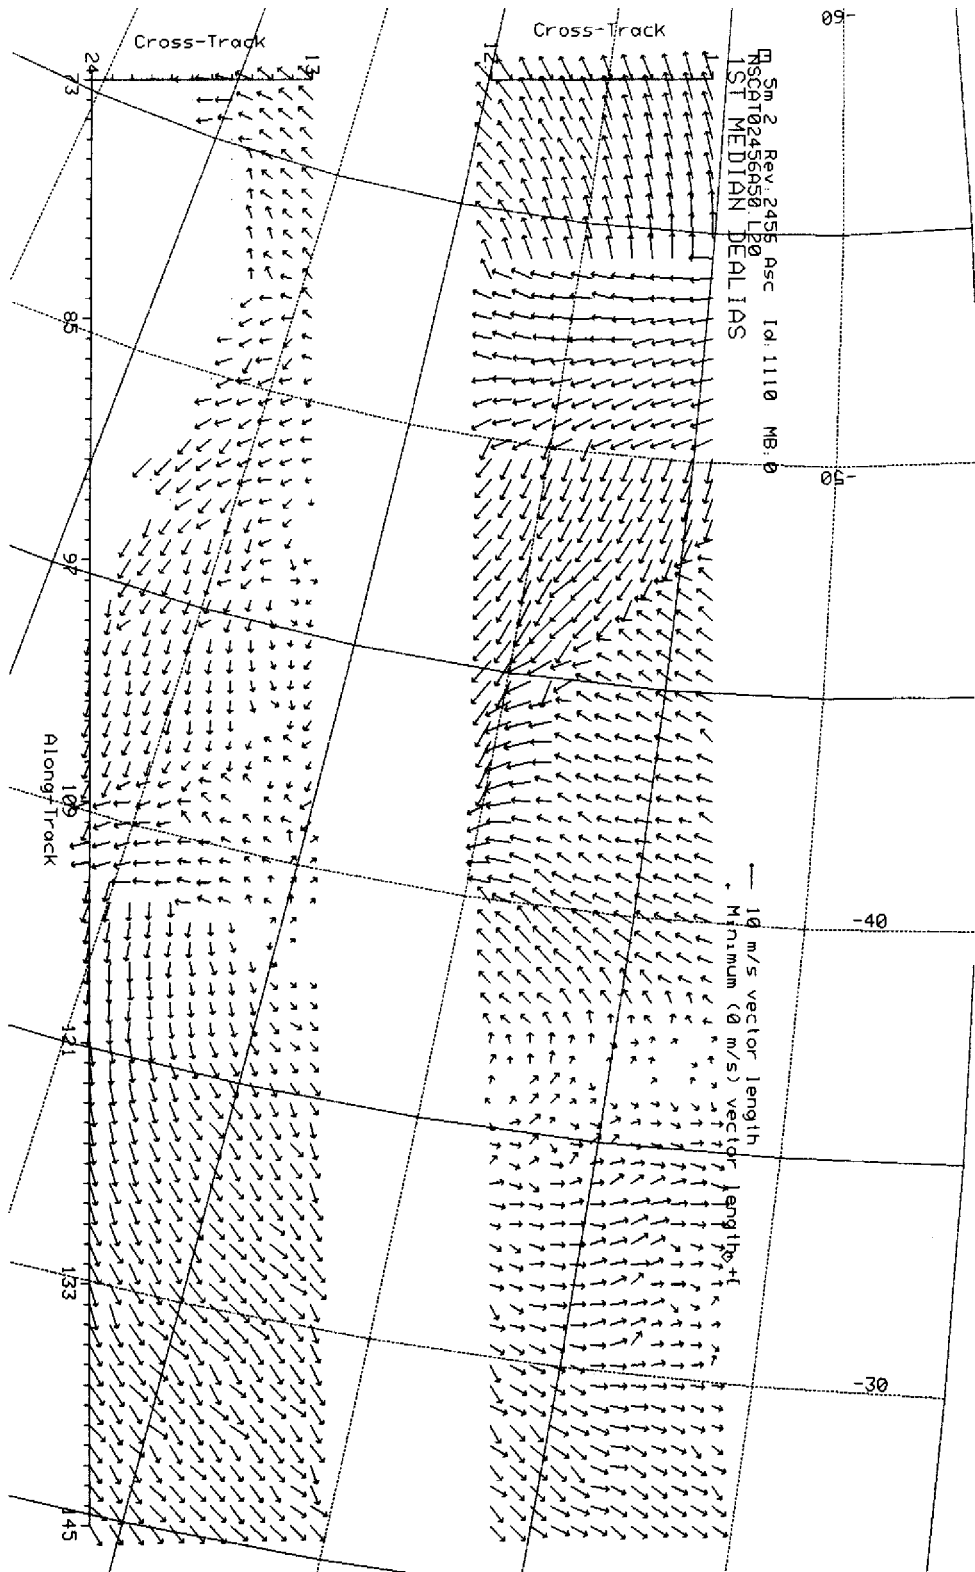 Cross-Track
24
13
Cross-Track
12
1
73
85
97
109
121
133
145
Along-Track
Sm 2 Rev:2456 Asc Id:1110 MB:0
NSCAT02456A50.L20
1ST MEDIAN DEALIAS
10 m/s vector length
Minimum (0 m/s) vector length
-60
-50
-40
-30